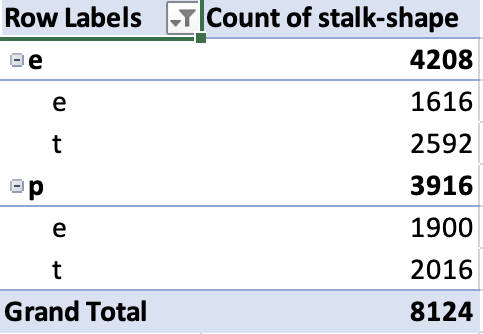 Row Labels Count of stalk-shape
e 4208
e 1616
t 2592
p 3916
e 1900
t 2016
Grand Total 8124